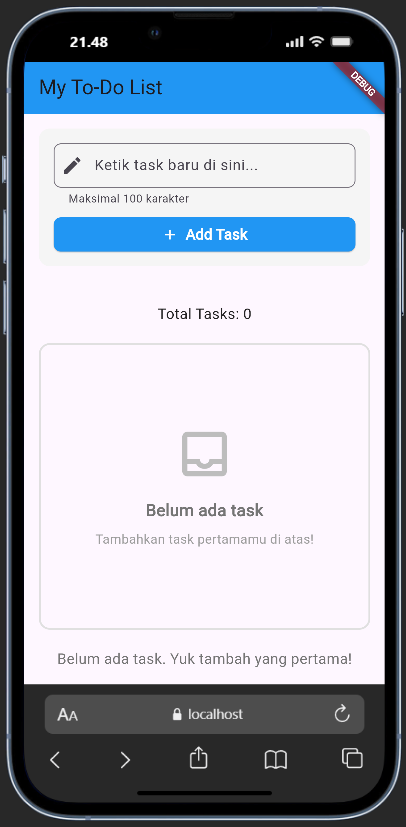 21.48
My To-Do List
DEBUG
Ketik task baru di sini...
Maksimal 100 karakter
+ Add Task
Total Tasks: 0
Belum ada task
Tambahkan task pertamamu di atas!
Belum ada task. Yuk tambah yang pertama!
AA localhost